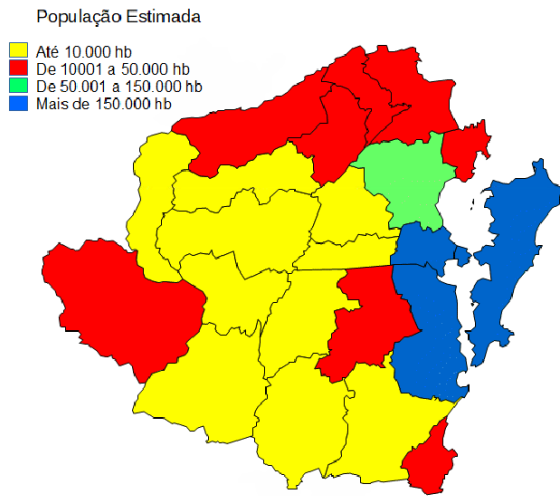 População Estimada
Até 10.000 hb
De 10001 a 50.000 hb
De 50.001 a 150.000 hb
Mais de 150.000 hb